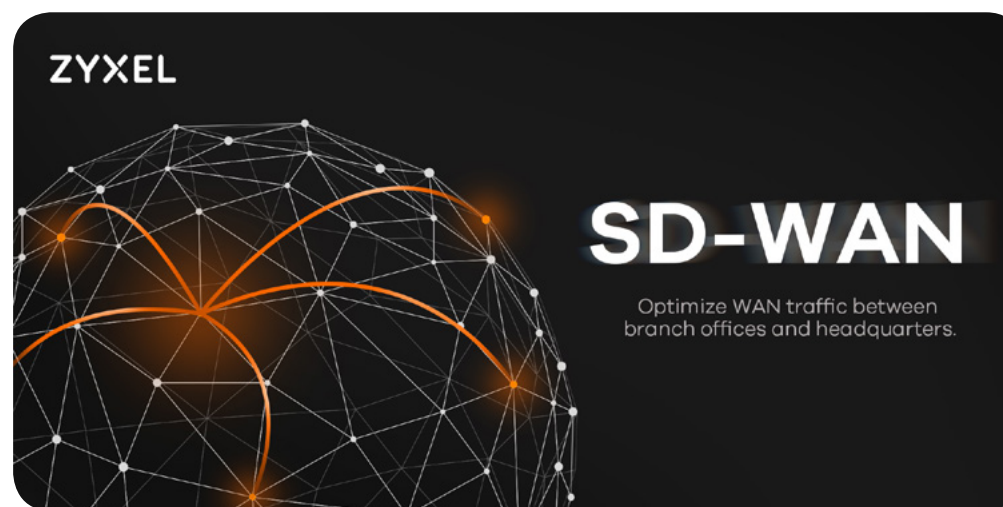 ZYXEL
SD-WAN
Optimize WAN traffic between
branch offices and headquarters.